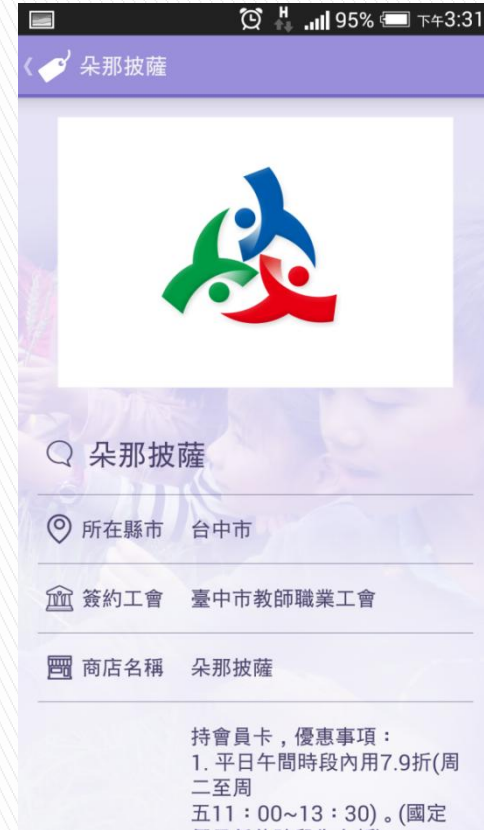 H 95% 下午3:31
朵那披薩
朵那披薩
所在縣市 台中市
簽約工會 臺中市教師職業工會
商店名稱 朵那披薩
持會員卡，優惠事項：
1. 平日午間時段內用7.9折(周
二至周
五11：00~13：30)。(國定